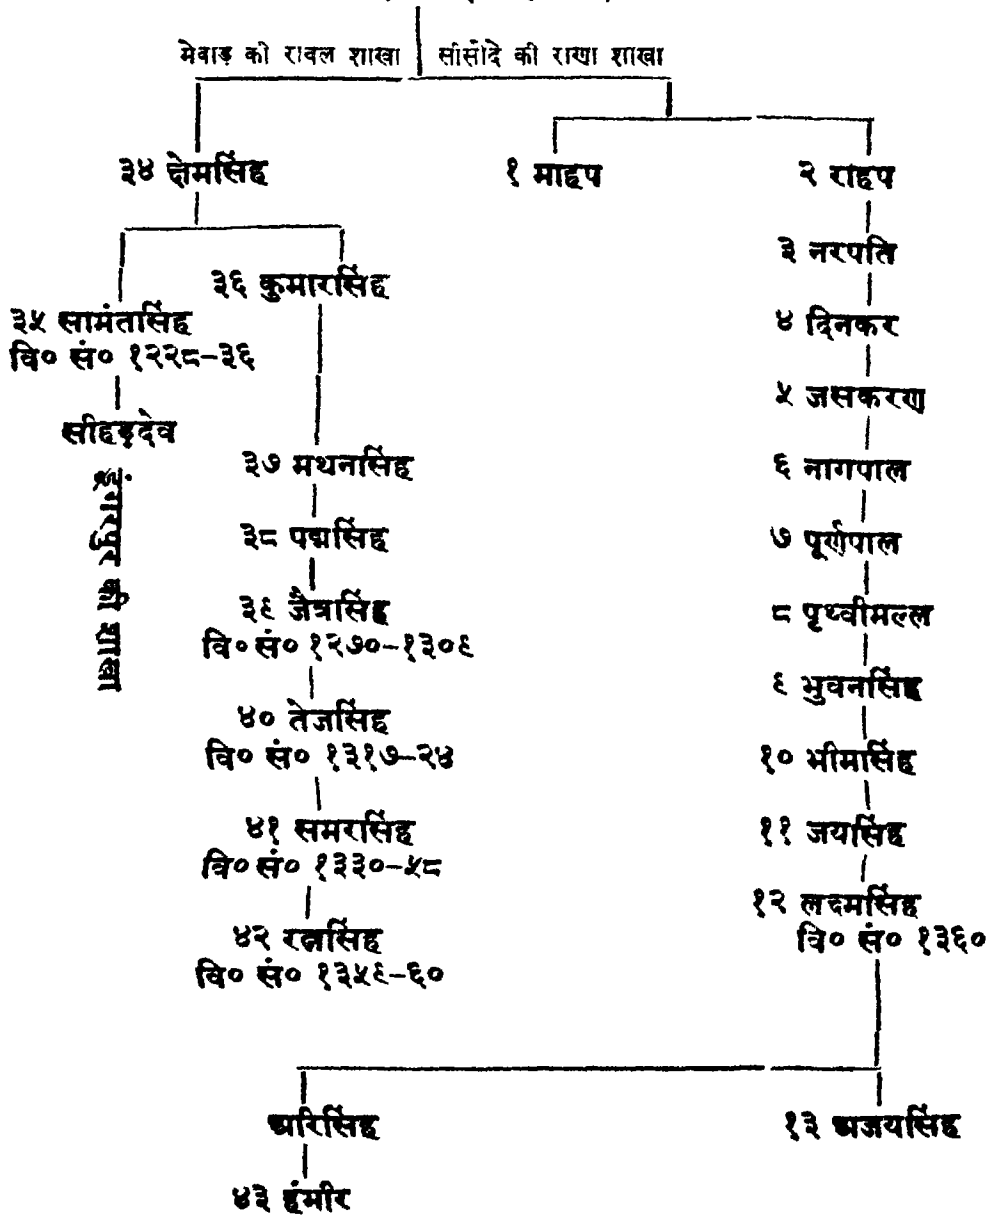 मेवाड़ की रावल शाखा सीसोदे की राणा शाखा
३४ क्षेमसिंह १ माहप २ राहप
३ नरपति
३६ कुमारसिंह
३५ सामंतसिंह ४ दिनकर
वि० सं० १२२८-३६
५ जसकरण
सीहड़देव
डूंगरपुर की शाखा
३७ मथनसिंह ६ नागपाल
३८ पद्मसिंह ७ पूर्णपाल
३९ जैत्रसिंह ८ पृथ्वीमल्ल
वि० सं० १२७०-१३०९
९ भुवनसिंह
४० तेजसिंह
वि० सं० १३१७-२४ १० भीमसिंह
४१ समरसिंह ११ जयसिंह
वि० सं० १३३०-५८
१२ लक्ष्मसिंह
४२ रत्नसिंह वि० सं० १३६०
वि० सं० १३५९-६०
अरिसिंह १३ अजयसिंह
४३ हंमीर